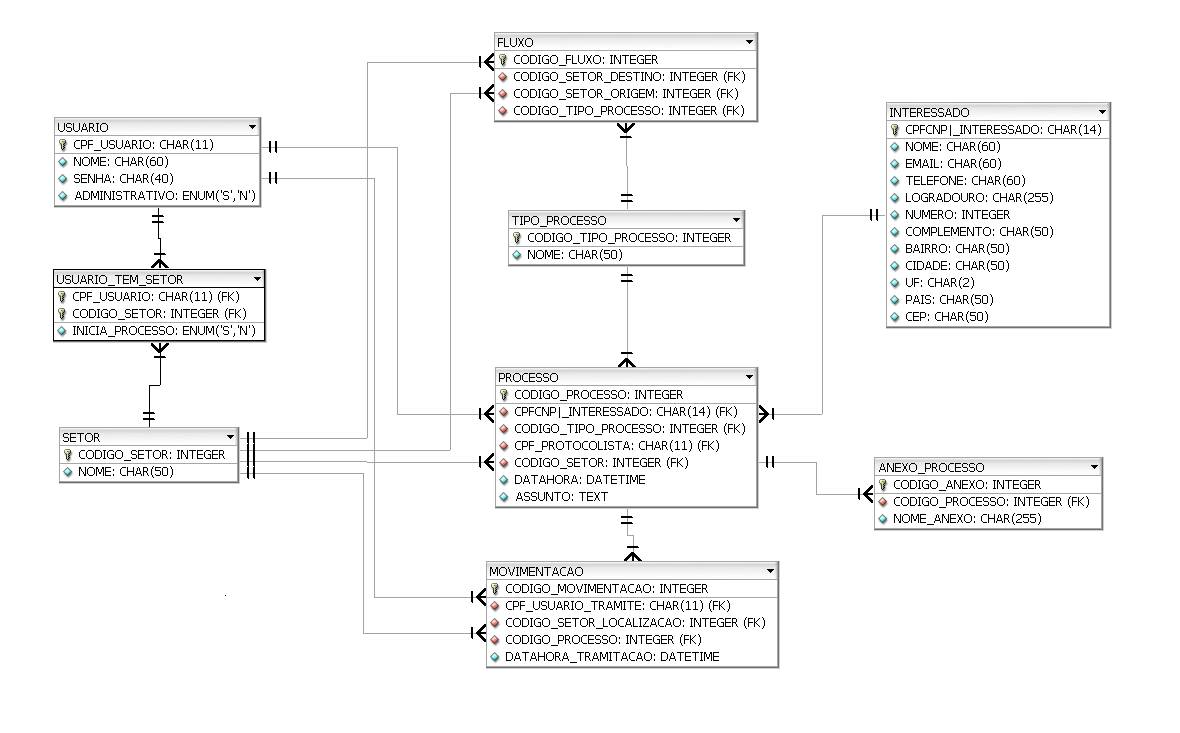 FLUXO
CODIGO_FLUXO: INTEGER
CODIGO_SETOR_DESTINO: INTEGER (FK)
CODIGO_SETOR_ORIGEM: INTEGER (FK)
CODIGO_TIPO_PROCESSO: INTEGER (FK)
USUARIO
CPF_USUARIO: CHAR(11)
NOME: CHAR(60)
SENHA: CHAR(40)
ADMINISTRATIVO: ENUM('S','N')
INTERESSADO
CPFCNP|_INTERESSADO: CHAR(14)
NOME: CHAR(60)
EMAIL: CHAR(60)
TELEFONE: CHAR(60)
LOGRADOURO: CHAR(255)
NUMERO: INTEGER
COMPLEMENTO: CHAR(50)
BAIRRO: CHAR(50)
CIDADE: CHAR(50)
UF: CHAR(2)
PAIS: CHAR(50)
CEP: CHAR(50)
TIPO_PROCESSO
CODIGO_TIPO_PROCESSO: INTEGER
NOME: CHAR(50)
USUARIO_TEM_SETOR
CPF_USUARIO: CHAR(11) (FK)
CODIGO_SETOR: INTEGER (FK)
INICIA_PROCESSO: ENUM('S','N')
PROCESSO
CODIGO_PROCESSO: INTEGER
CPFCNP|_INTERESSADO: CHAR(14) (FK)
CODIGO_TIPO_PROCESSO: INTEGER (FK)
CPF_PROTOCOLISTA: CHAR(11) (FK)
CODIGO_SETOR: INTEGER (FK)
DATAHORA: DATETIME
ASSUNTO: TEXT
SETOR
CODIGO_SETOR: INTEGER
NOME: CHAR(50)
ANEXO_PROCESSO
CODIGO_ANEXO: INTEGER
CODIGO_PROCESSO: INTEGER (FK)
NOME_ANEXO: CHAR(255)
MOVIMENTACAO
CODIGO_MOVIMENTACAO: INTEGER
CPF_USUARIO_TRAMITE: CHAR(11) (FK)
CODIGO_SETOR_LOCALIZACAO: INTEGER (FK)
CODIGO_PROCESSO: INTEGER (FK)
DATAHORA_TRAMITACAO: DATETIME